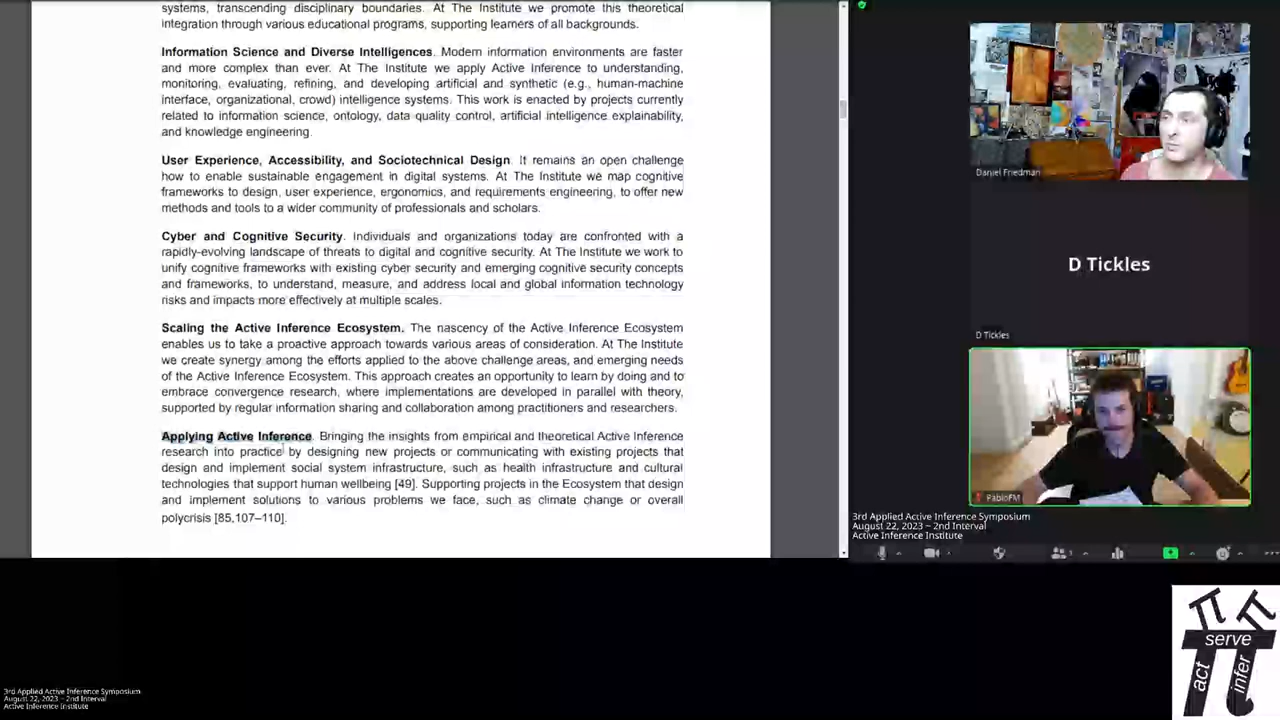 systems, transcending disciplinary boundaries. At The Institute we promote this theoretical
integration through various educational programs, supporting learners of all backgrounds.
Information Science and Diverse Intelligences. Modern information environments are faster
and more complex than ever. At The Institute we apply Active Inference to understanding,
monitoring, evaluating, refining, and developing artificial and synthetic (e.g., human-machine
interface, organizational, crowd) intelligence systems. This work is enacted by projects currently
related to information science, ontology, data quality control, artificial intelligence explainability,
and knowledge engineering.
User Experience, Accessibility, and Sociotechnical Design. It remains an open challenge
how to enable sustainable engagement in digital systems. At The Institute we map cognitive
frameworks to design, user experience, ergonomics, and requirements engineering, to offer new
methods and tools to a wider community of professionals and scholars.
Cyber and Cognitive Security. Individuals and organizations today are confronted with a
rapidly-evolving landscape of threats to digital and cognitive security. At The Institute we work to
unify cognitive frameworks with existing cyber security and emerging cognitive security concepts
and frameworks, to understand, measure, and address local and global information technology
risks and impacts more effectively at multiple scales.
Scaling the Active Inference Ecosystem. The nascency of the Active Inference Ecosystem
enables us to take a proactive approach towards various areas of consideration. At The Institute
we create synergy among the efforts applied to the above challenge areas, and emerging needs
of the Active Inference Ecosystem. This approach creates an opportunity to learn by doing and to
embrace convergence research, where implementations are developed in parallel with theory,
supported by regular information sharing and collaboration among practitioners and researchers.
Applying Active Inference. Bringing the insights from empirical and theoretical Active Inference
research into practice by designing new projects or communicating with existing projects that
design and implement social system infrastructure, such as health infrastructure and cultural
technologies that support human wellbeing [49]. Supporting projects in the Ecosystem that design
and implement solutions to various problems we face, such as climate change or overall
polycrisis [85,107–110].
Daniel Friedman
D Tickles
D Tickles
PabloFM
3rd Applied Active Inference Symposium
August 22, 2023 ~ 2nd Interval
Active Inference Institute
3rd Applied Active Inference Symposium
August 22, 2023 ~ 2nd Interval
Active Inference Institute
π π
serve
π
act
infer